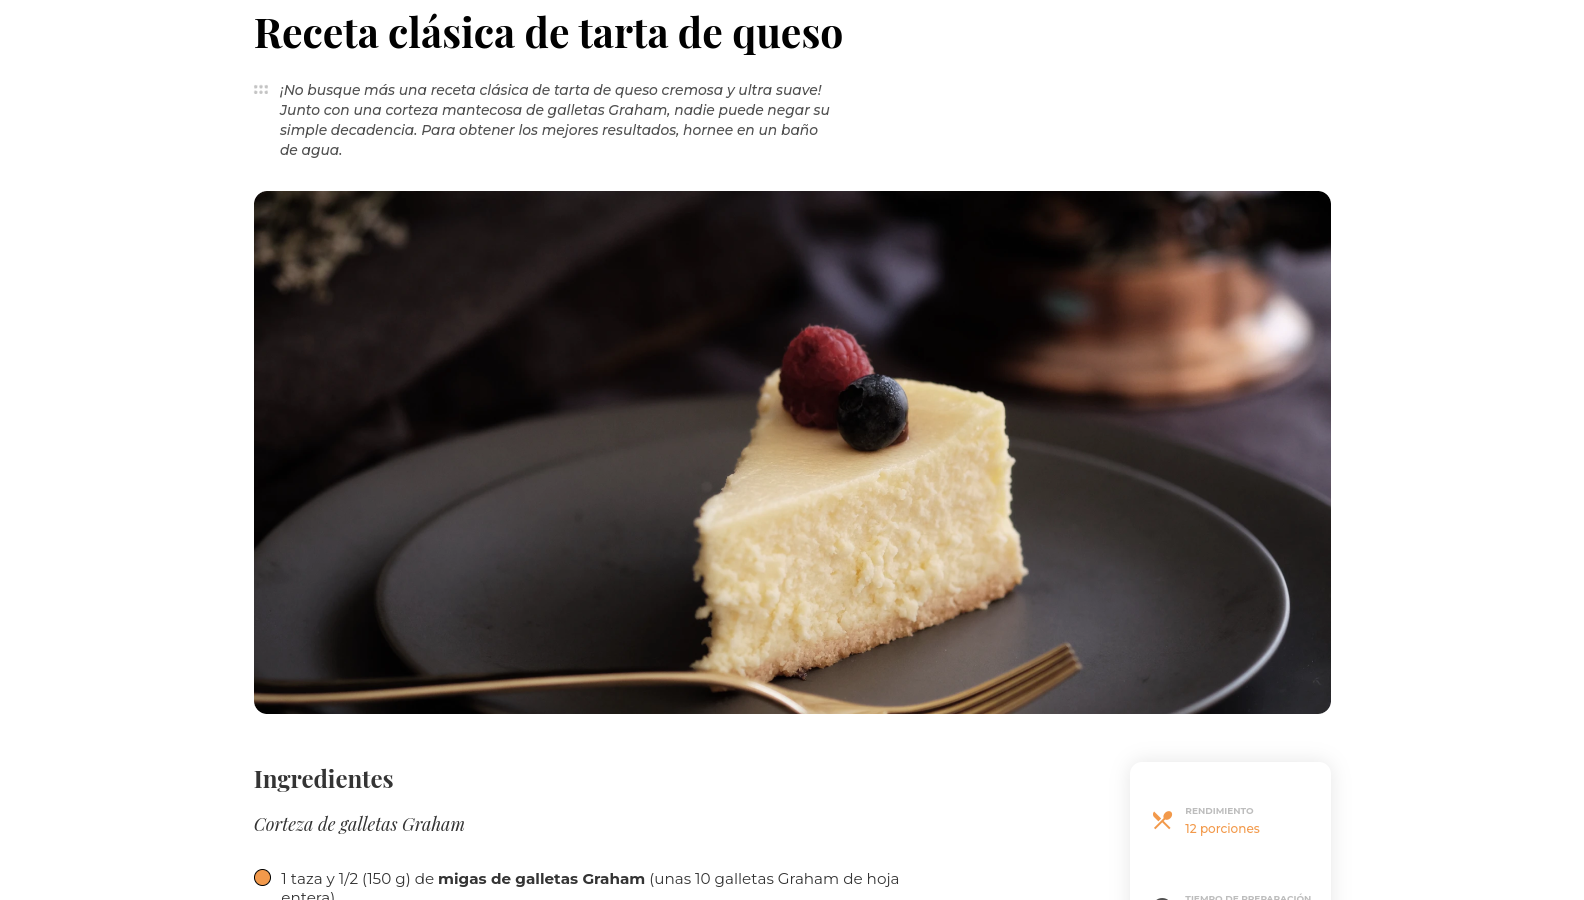 Receta clásica de tarta de queso
¡No busque más una receta clásica de tarta de queso cremosa y ultra suave!
Junto con una corteza mantecosa de galletas Graham, nadie puede negar su
simple decadencia. Para obtener los mejores resultados, hornee en un baño
de agua.
Ingredientes
Corteza de galletas Graham
1 taza y 1/2 (150 g) de migas de galletas Graham (unas 10 galletas Graham de hoja
entera)
RENDIMIENTO
12 porciones
TIEMPO DE PREPARACIÓN